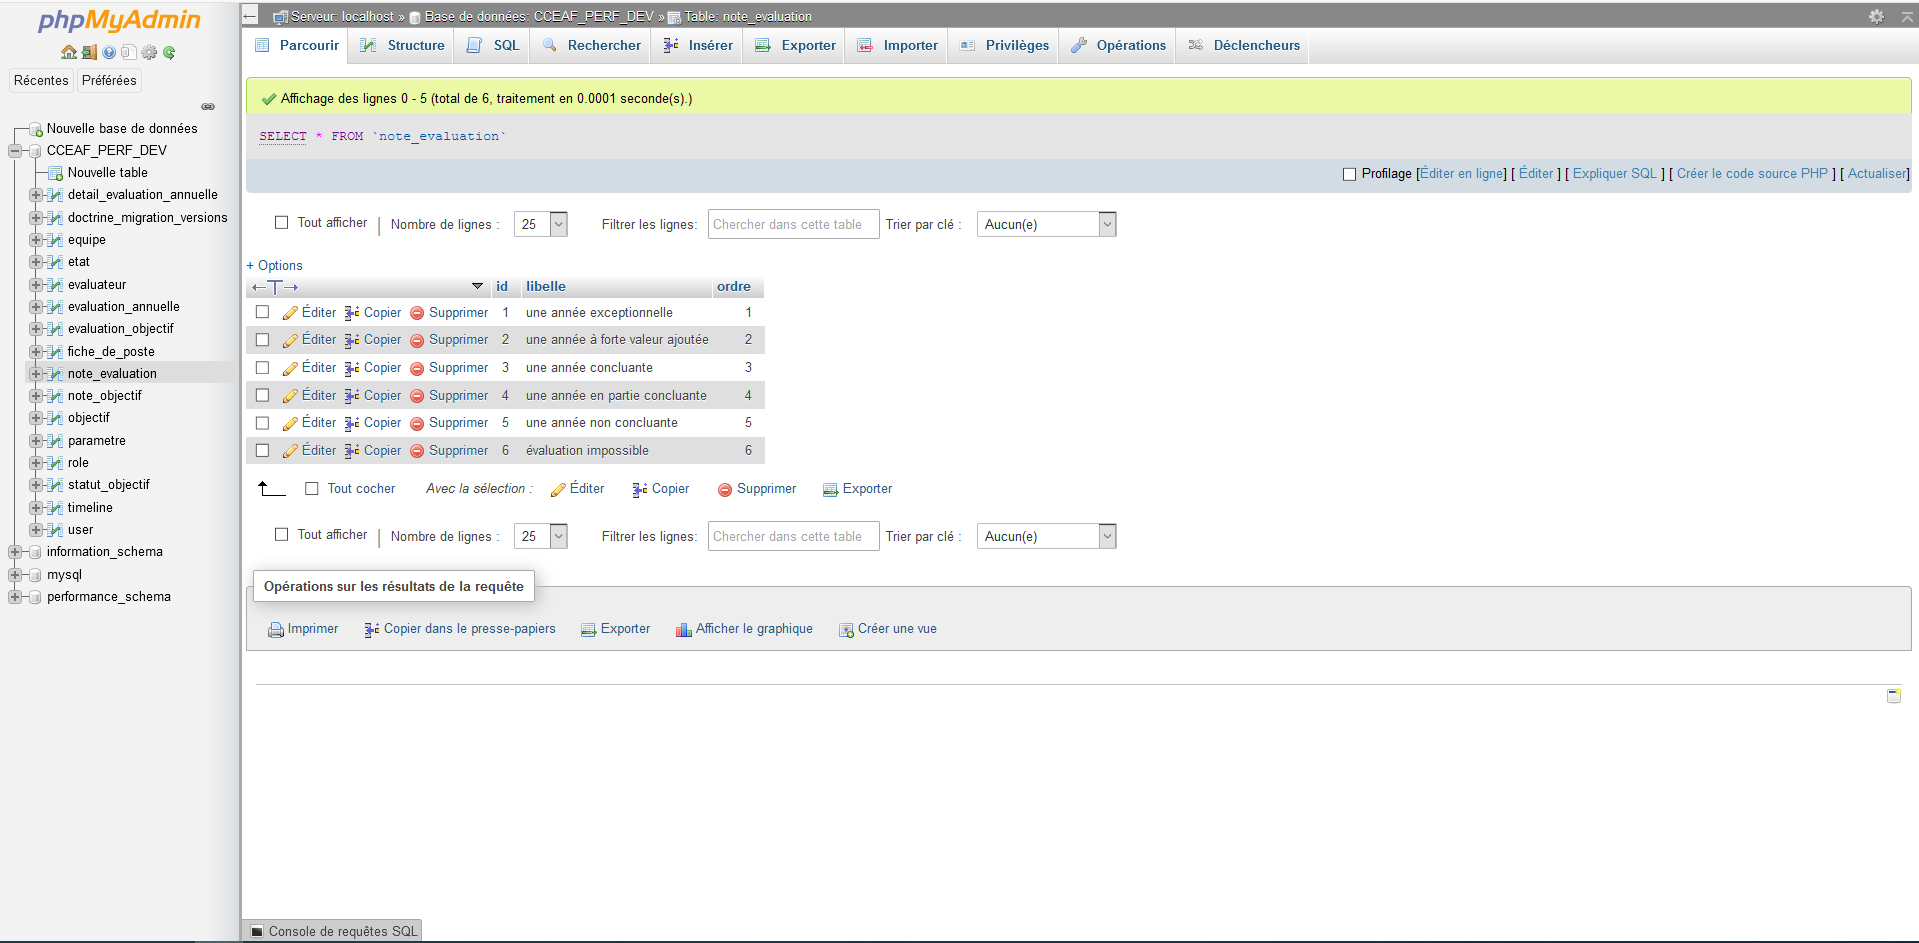 phpMyAdmin
Récentes Préférées
Nouvelle base de données
CCEAF_PERF_DEV
Nouvelle table
detail_evaluation_annuelle
doctrine_migration_versions
equipe
etat
evaluateur
evaluation_annuelle
evaluation_objectif
fiche_de_poste
note_evaluation
note_objectif
objectif
parametre
role
statut_objectif
timeline
user
information_schema
mysql
performance_schema
Serveur: localhost » Base de données: CCEAF_PERF_DEV » Table: note_evaluation
Parcourir Structure SQL Rechercher Insérer Exporter Importer Privilèges Opérations Déclencheurs
Affichage des lignes 0 - 5 (total de 6, traitement en 0.0001 seconde(s).)
SELECT * FROM `note_evaluation`
Profilage [Éditer en ligne] [ Éditer ] [ Expliquer SQL ] [ Créer le code source PHP ] [ Actualiser]
Tout afficher | Nombre de lignes : 25 Filtrer les lignes: Chercher dans cette table Trier par clé : Aucun(e)
+ Options
←T→ id libelle ordre
Éditer Copier Supprimer 1 une année exceptionnelle 1
Éditer Copier Supprimer 2 une année à forte valeur ajoutée 2
Éditer Copier Supprimer 3 une année concluante 3
Éditer Copier Supprimer 4 une année en partie concluante 4
Éditer Copier Supprimer 5 une année non concluante 5
Éditer Copier Supprimer 6 évaluation impossible 6
Tout cocher Avec la sélection : Éditer Copier Supprimer Exporter
Tout afficher | Nombre de lignes : 25 Filtrer les lignes: Chercher dans cette table Trier par clé : Aucun(e)
Opérations sur les résultats de la requête
Imprimer Copier dans le presse-papiers Exporter Afficher le graphique Créer une vue
Console de requêtes SQL